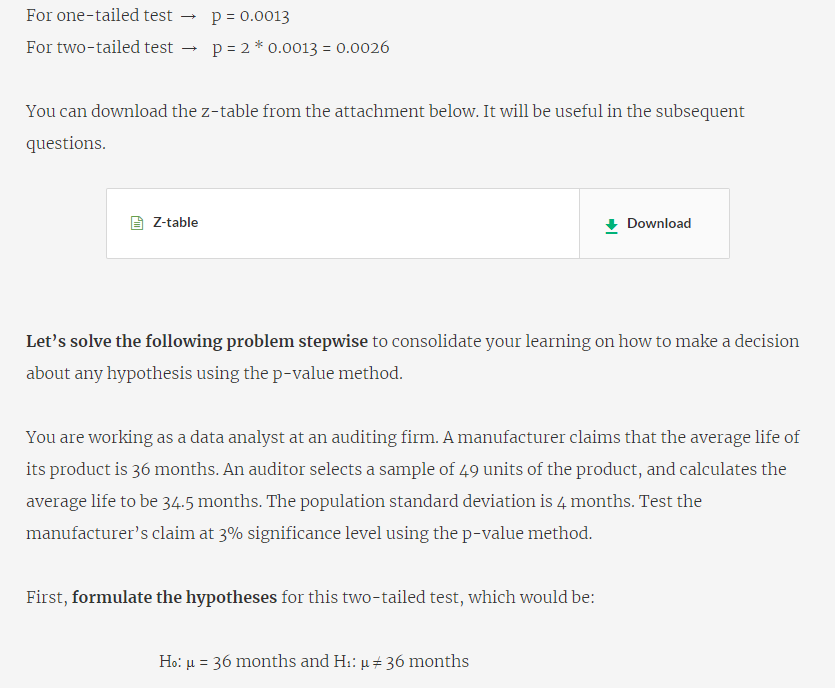 For one-tailed test → p = 0.0013
For two-tailed test → p = 2 * 0.0013 = 0.0026
You can download the z-table from the attachment below. It will be useful in the subsequent
questions.
Z-table
Download
Let’s solve the following problem stepwise to consolidate your learning on how to make a decision
about any hypothesis using the p-value method.
You are working as a data analyst at an auditing firm. A manufacturer claims that the average life of
its product is 36 months. An auditor selects a sample of 49 units of the product, and calculates the
average life to be 34.5 months. The population standard deviation is 4 months. Test the
manufacturer’s claim at 3% significance level using the p-value method.
First, formulate the hypotheses for this two-tailed test, which would be:
H₀: μ = 36 months and H₁: μ ≠ 36 months